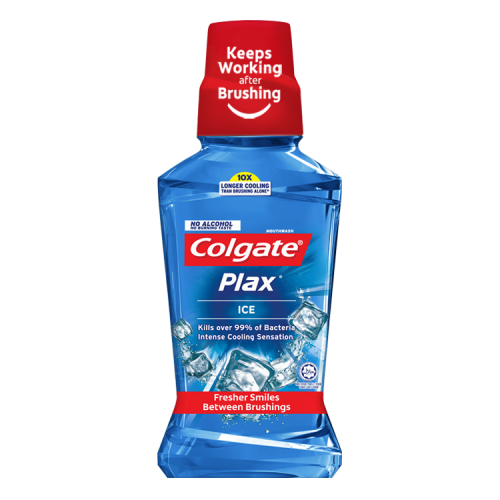 Keeps
Working
after
Brushing
10X
LONGER COOLING
THAN BRUSHING ALONE*
NO ALCOHOL
NO BURNING TASTE
MOUTHWASH
Colgate®
Plax
ICE
Kills over 99% of Bacteria
Intense Cooling Sensation
Fresher Smiles
Between Brushings